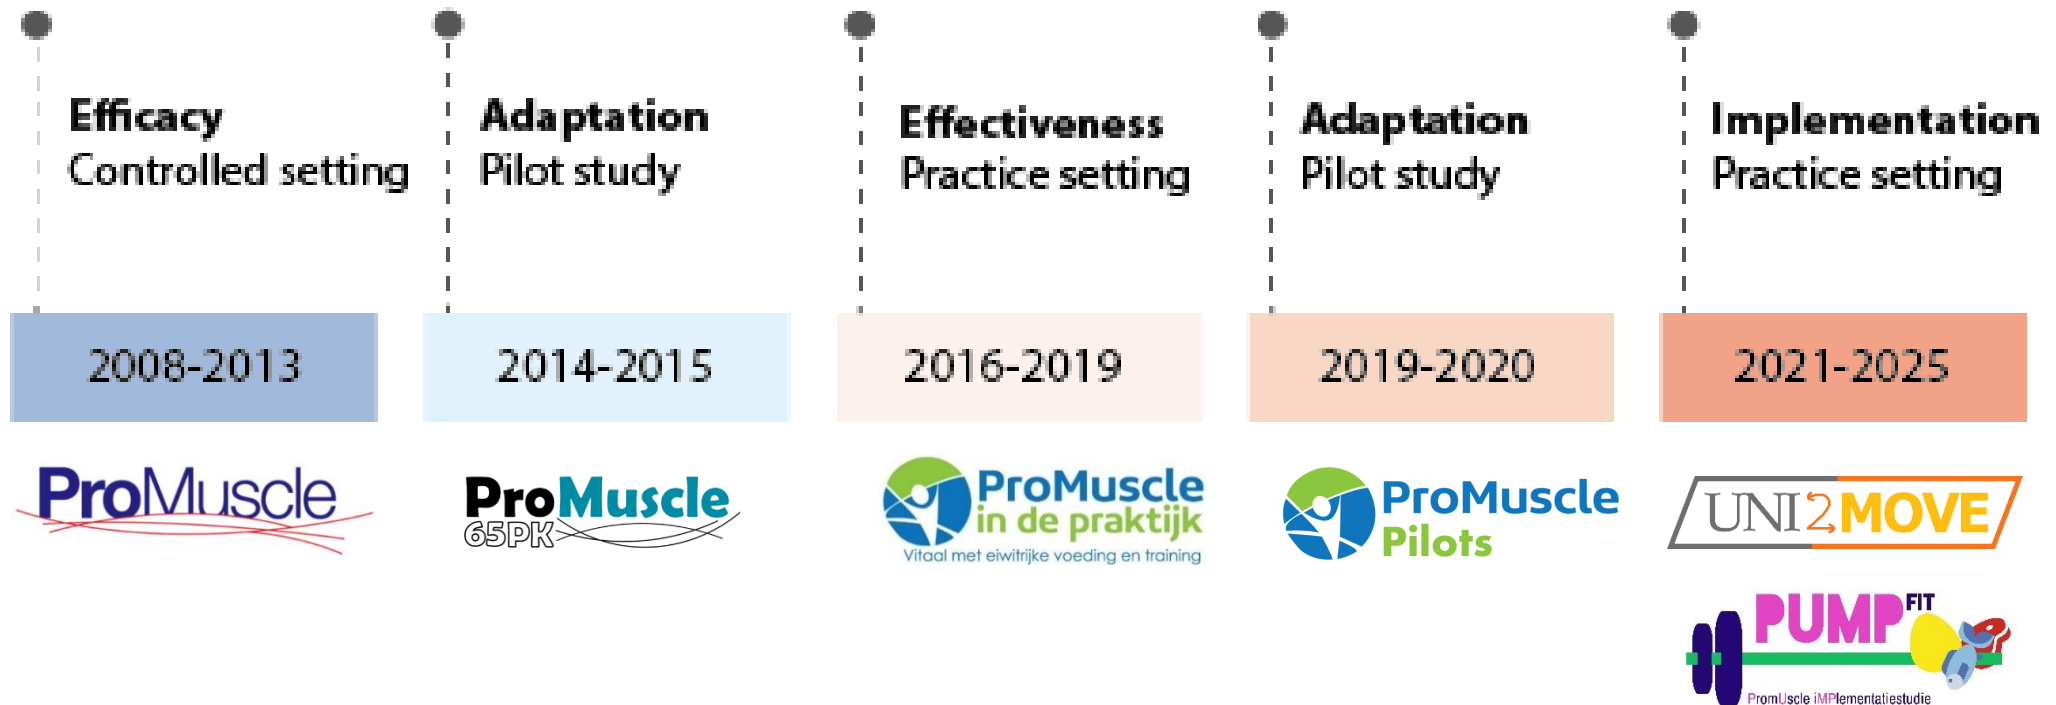 Efficacy
Controlled setting
2008-2013
ProMuscle
Adaptation
Pilot study
2014-2015
ProMuscle
65PK
Effectiveness
Practice setting
2016-2019
ProMuscle
in de praktijk
Vitaal met eiwitrijke voeding en training
Adaptation
Pilot study
2019-2020
ProMuscle
Pilots
Implementation
Practice setting
2021-2025
UNI2MOVE
PUMP FIT
PromUscle iMPlementatiestudie